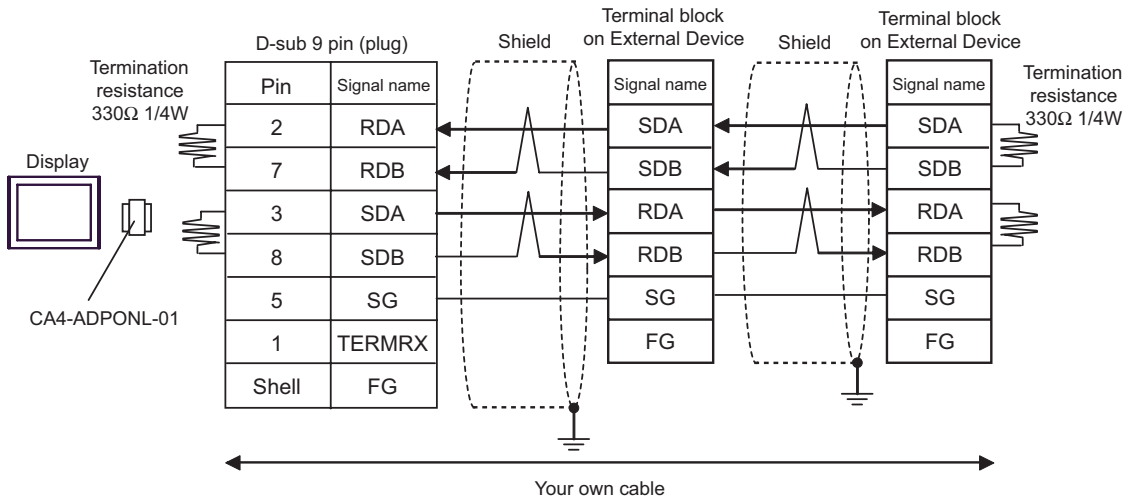 Terminal block
on External Device
Terminal block
on External Device
D-sub 9 pin (plug)
Shield
Shield
Termination
resistance
330Ω 1/4W
Termination
resistance
330Ω 1/4W
Pin Signal name
2 RDA
7 RDB
3 SDA
8 SDB
5 SG
1 TERMRX
Shell FG
Signal name
SDA
SDB
RDA
RDB
SG
FG
Signal name
SDA
SDB
RDA
RDB
SG
FG
Display
CA4-ADPONL-01
Your own cable